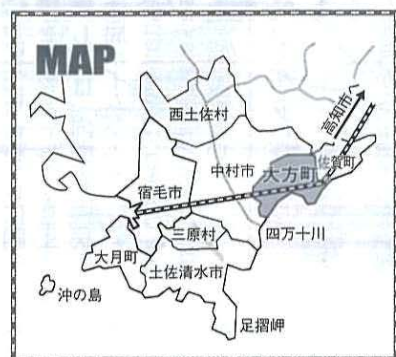 MAP
西土佐村
高知市へ
佐賀町
中村市
大方町
宿毛市
三原村
四万十川
大月町
土佐清水市
沖の島
足摺岬